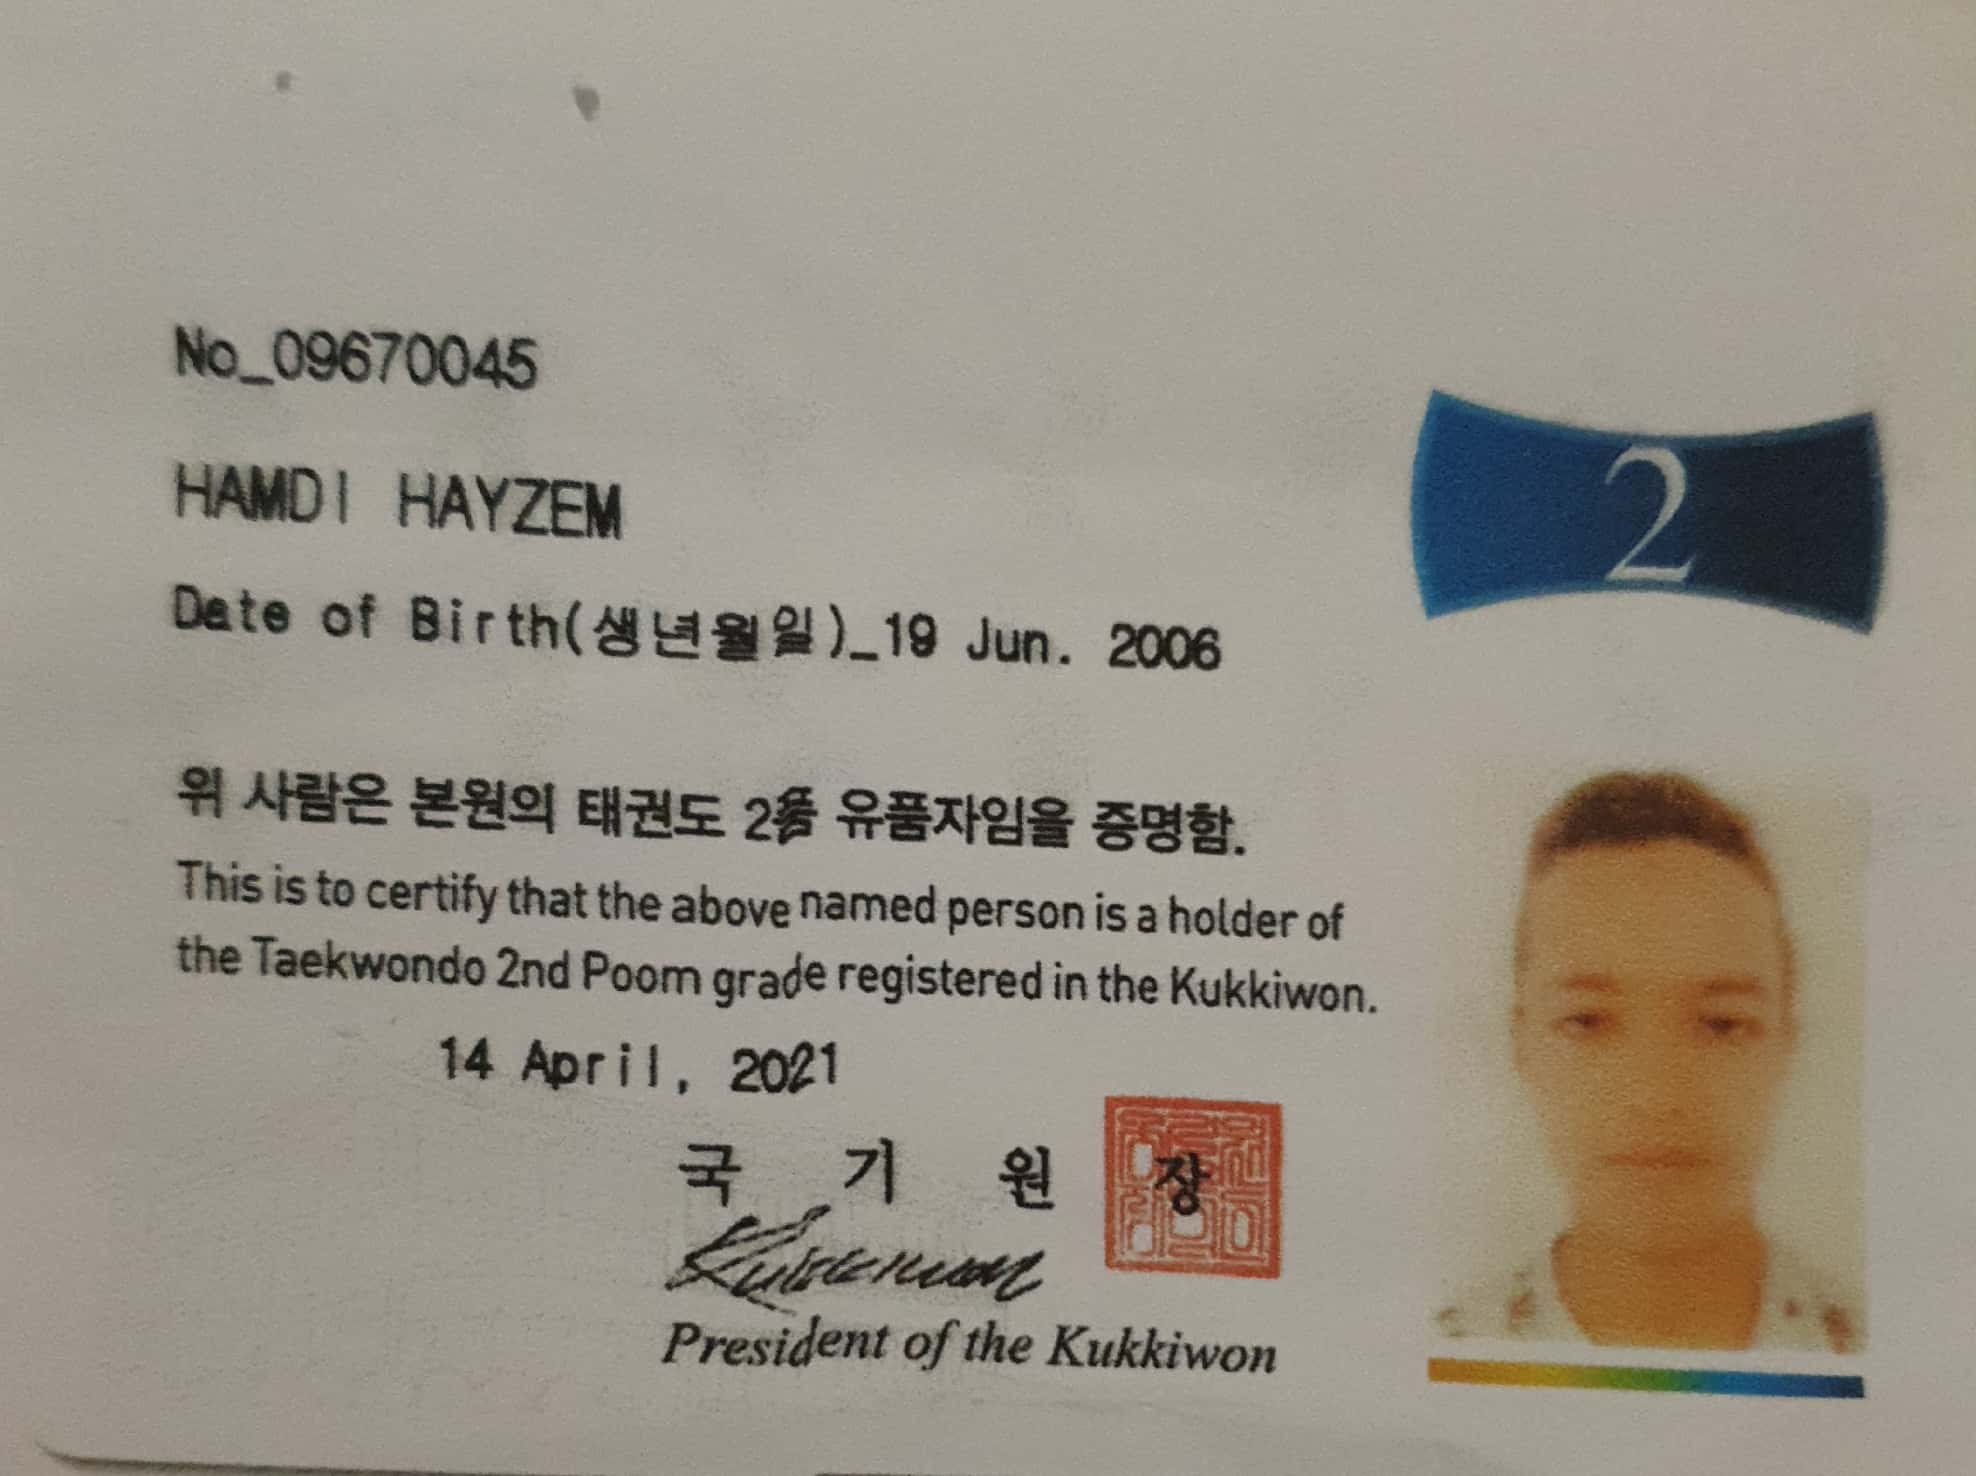 No_09670045
2
HAMDI HAYZEM
Date of Birth(생년월일)_19 Jun. 2006
위 사람은 본원의 태권도 2품 유품자임을 증명함.
This is to certify that the above named person is a holder of
the Taekwondo 2nd Poom grade registered in the Kukkiwon.
14 April, 2021
국 기 원 장
President of the Kukkiwon